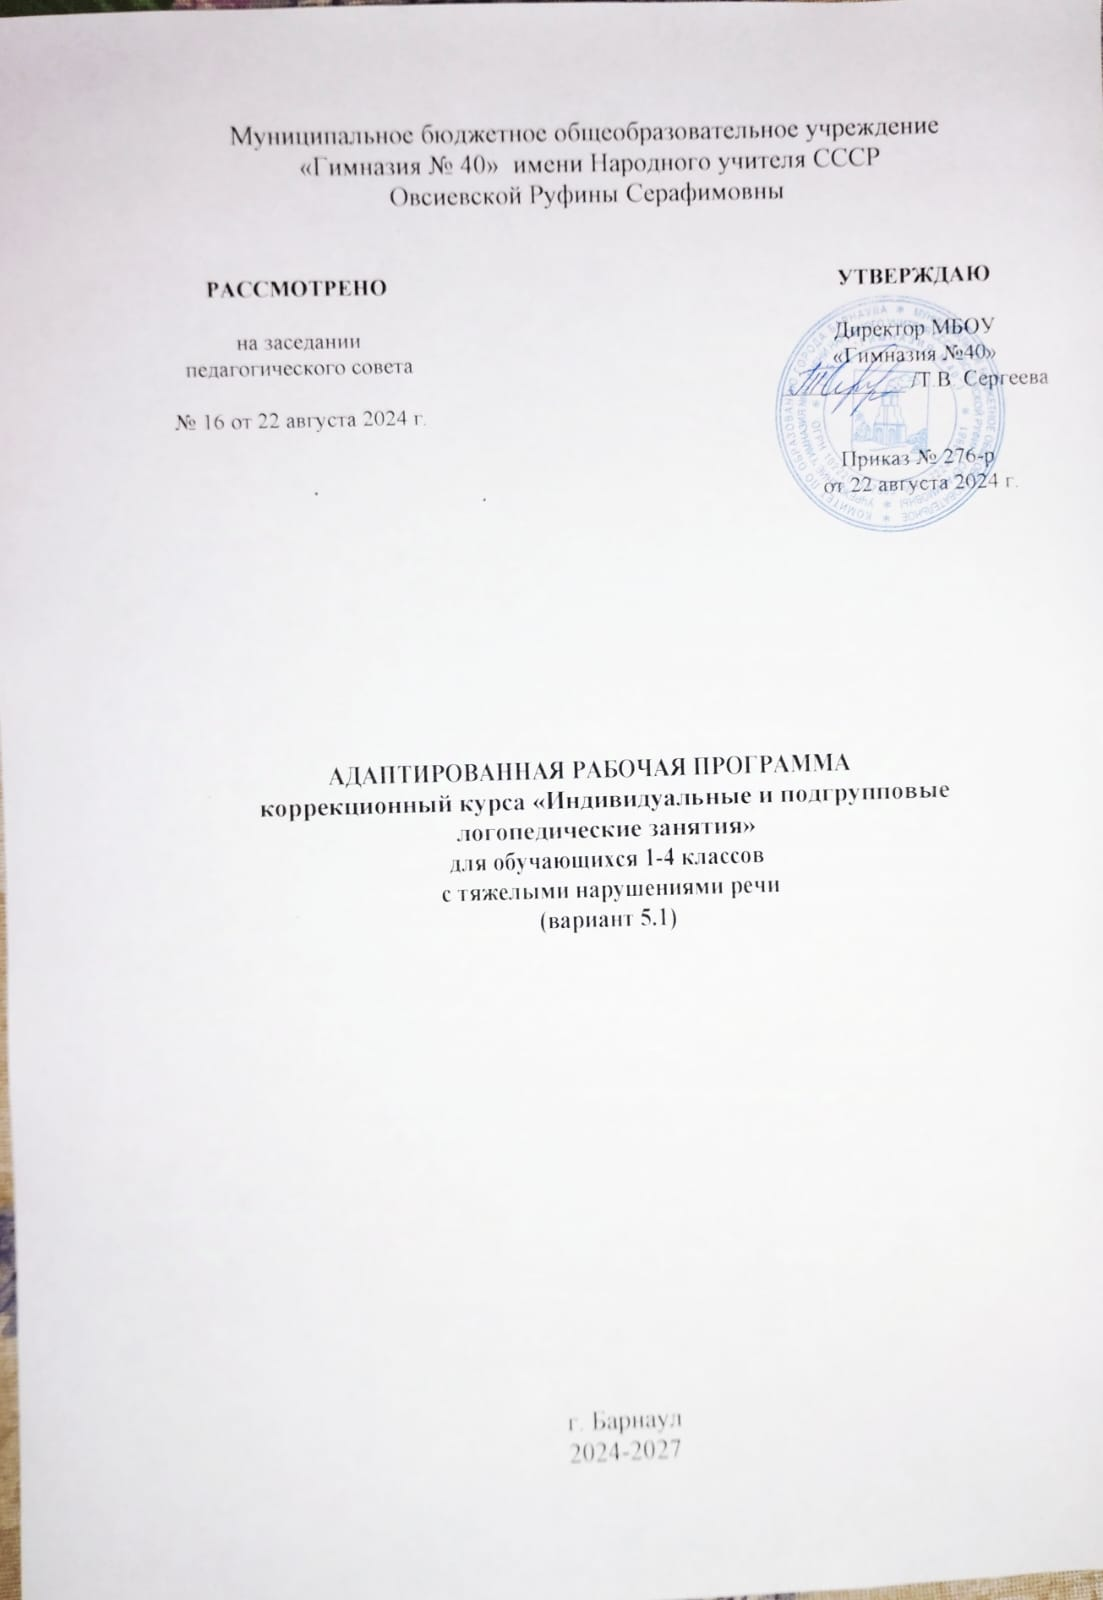 Муниципальное бюджетное общеобразовательное учреждение
«Гимназия № 40» имени Народного учителя СССР
Овсиевской Руфины Серафимовны
РАССМОТРЕНО
на заседании
педагогического совета
№ 16 от 22 августа 2024 г.
УТВЕРЖДАЮ
Директор МБОУ
«Гимназия №40»
/Т.В. Сергеева
Приказ № 276-р
от 22 августа 2024 г.
АДАПТИРОВАННАЯ РАБОЧАЯ ПРОГРАММА
коррекционный курса «Индивидуальные и подгрупповые
логопедические занятия»
для обучающихся 1-4 классов
с тяжелыми нарушениями речи
(вариант 5.1)
г. Барнаул
2024-2027